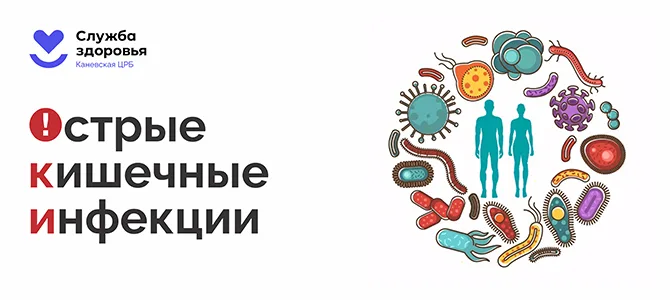 Служба
здоровья
Каневская ЦРБ
Острые
кишечные
инфекции